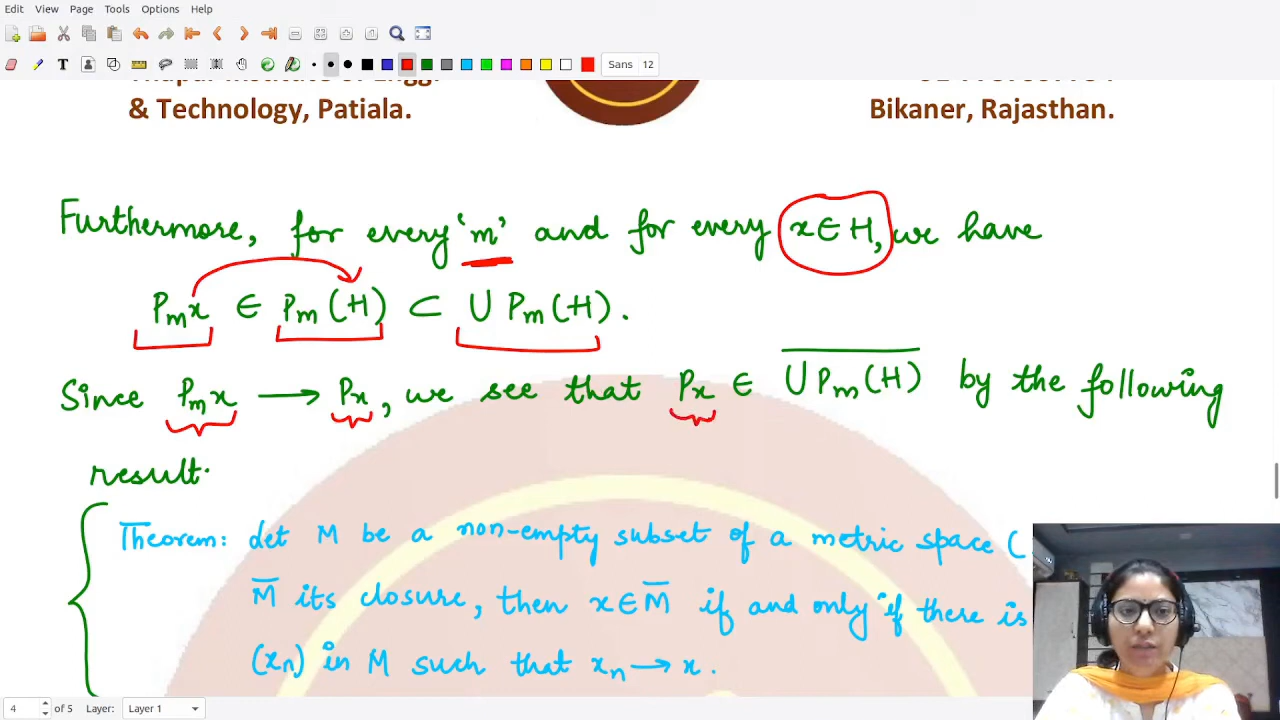 Edit View Page Tools Options Help
Sans 12
& Technology, Patiala.
Bikaner, Rajasthan.
Furthermore, for every 'm' and for every x∈H, we have
Pₘx ∈ Pₘ(H) ⊂ ∪ Pₘ(H).
Since Pₘx ⟶ Px, we see that Px ∈ \overline{∪ Pₘ(H)} by the following
result.
Theorem: Let M be a non-empty subset of a metric space (
M̅ its closure, then x∈M̅ if and only if there is
(xₙ) in M such that xₙ ⟶ x.
4 of 5 Layer: Layer 1